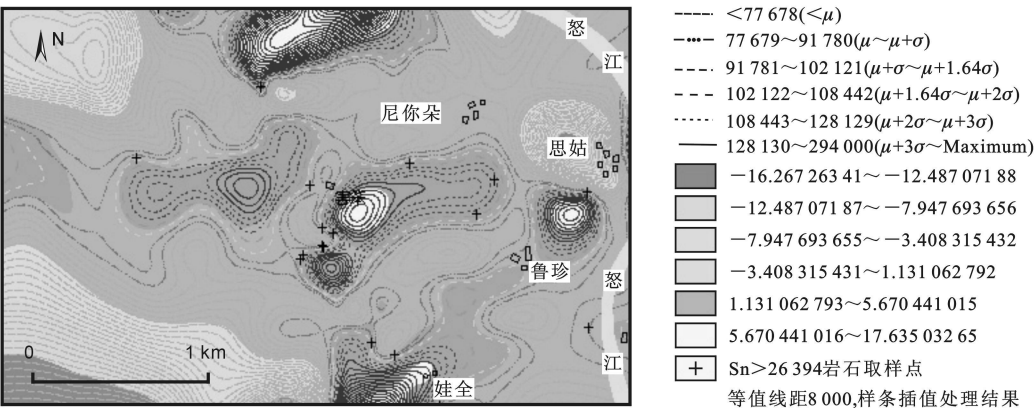 N
怒
江
尼你朵
思姑
鲁珍
怒
江
0
1 km
娃全
<77 678(<μ)
77 679～91 780(μ～μ+σ)
91 781～102 121(μ+σ～μ+1.64σ)
102 122～108 442(μ+1.64σ～μ+2σ)
108 443～128 129(μ+2σ～μ+3σ)
128 130～294 000(μ+3σ～Maximum)
－16.267 263 41～－12.487 071 88
－12.487 071 87～－7.947 693 656
－7.947 693 655～－3.408 315 432
－3.408 315 431～1.131 062 792
1.131 062 793～5.670 441 015
5.670 441 016～17.635 032 65
Sn>26 394岩石取样点
等值线距8 000,样条插值处理结果